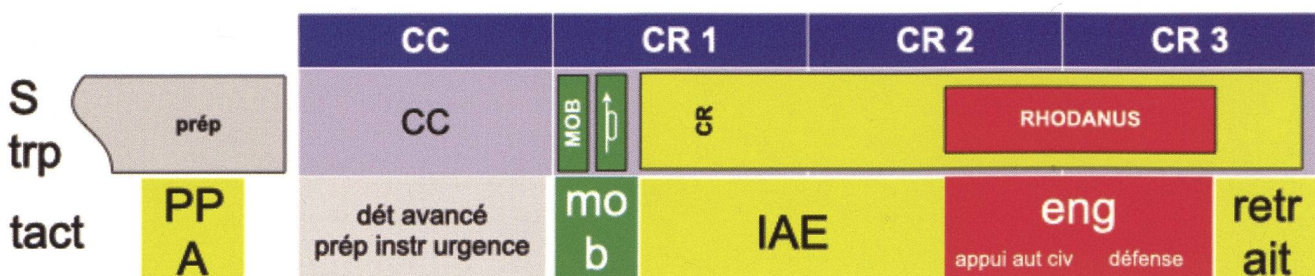 CC CR 1 CR 2 CR 3
S
trp
prép CC MOB CR RHODANUS
tact
PP
A
dét avancé
prép instr urgence
mo
b
IAE
eng
appui aut civ défense
retr
ait